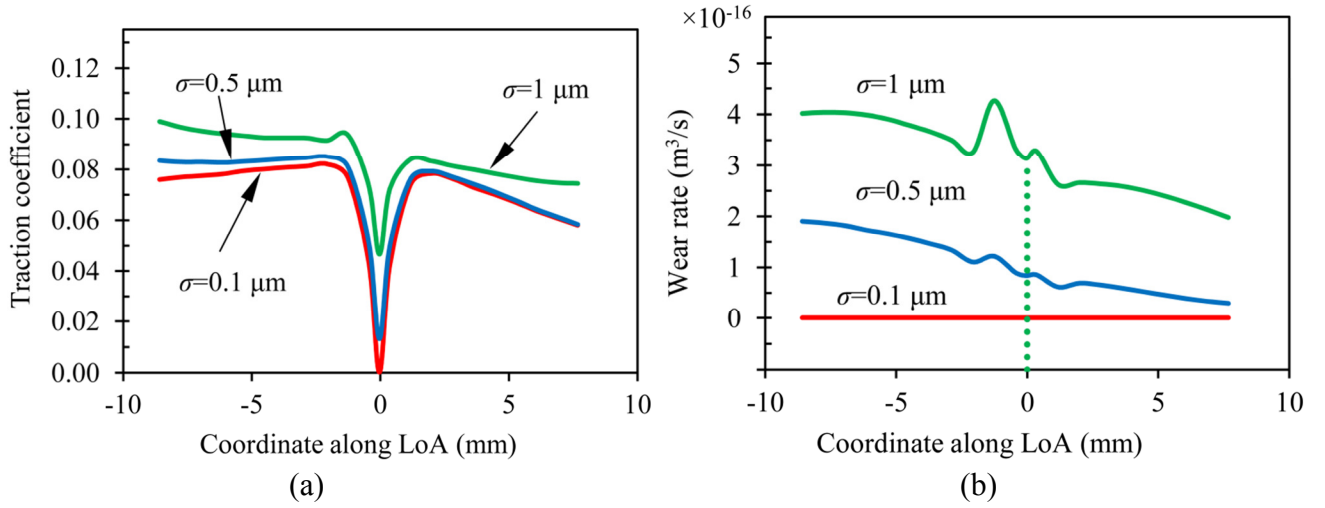 0.12
0.10
0.08
0.06
0.04
0.02
0.00
Traction coefficient
σ=0.5 μm
σ=1 μm
σ=0.1 μm
-10
-5
0
5
10
Coordinate along LoA (mm)
(a)
×10-16
5
4
3
2
1
0
Wear rate (m³/s)
σ=1 μm
σ=0.5 μm
σ=0.1 μm
-10
-5
0
5
10
Coordinate along LoA (mm)
(b)